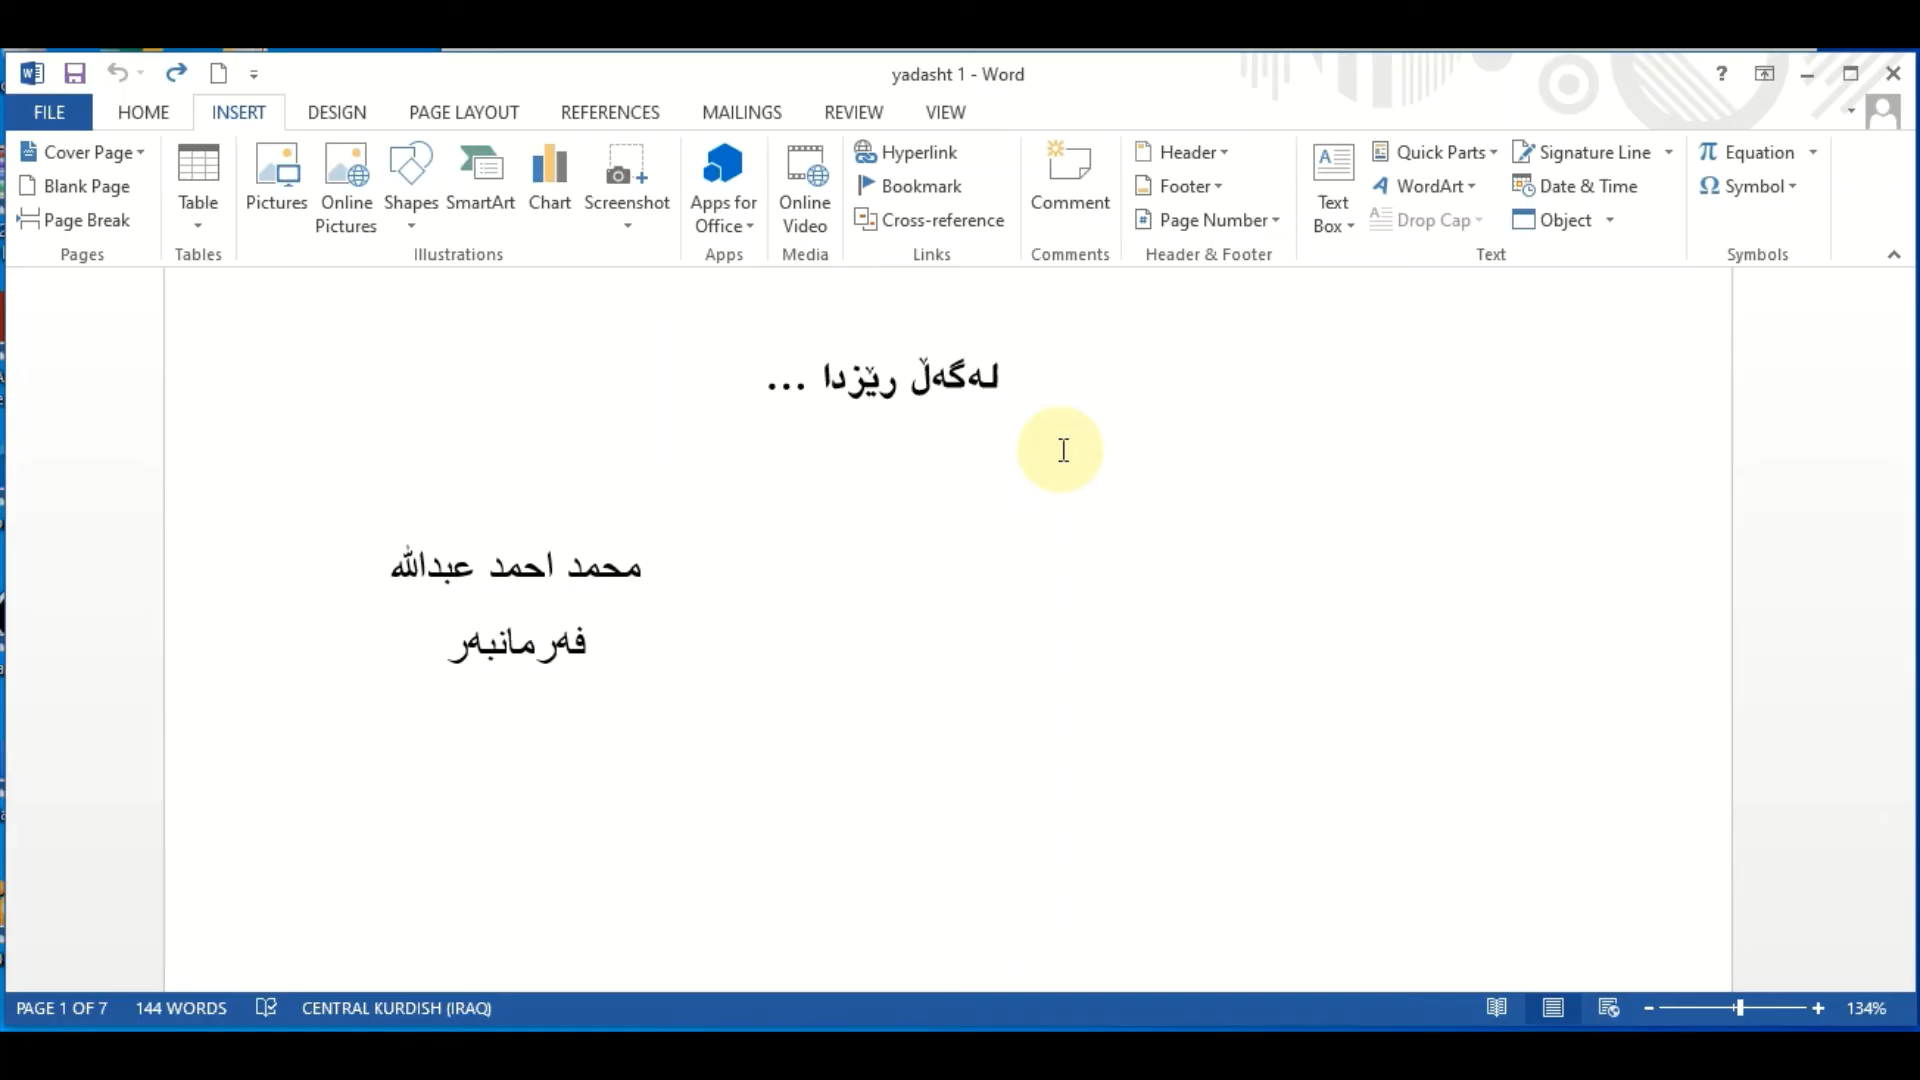 yadasht 1 - Word
FILE HOME INSERT DESIGN PAGE LAYOUT REFERENCES MAILINGS REVIEW VIEW
Cover Page
Blank Page
Page Break
Pages
Table
Tables
Pictures
Online Pictures
Shapes
SmartArt
Chart
Screenshot
Illustrations
Apps for Office
Apps
Online Video
Media
Hyperlink
Bookmark
Cross-reference
Links
Comment
Comments
Header
Footer
Page Number
Header & Footer
Text Box
Quick Parts
WordArt
Drop Cap
Signature Line
Date & Time
Object
Text
Equation
Symbol
Symbols
لەگەڵ رێزدا ...
محمد احمد عبدالله
فەرمانبەر
PAGE 1 OF 7 144 WORDS CENTRAL KURDISH (IRAQ) 134%